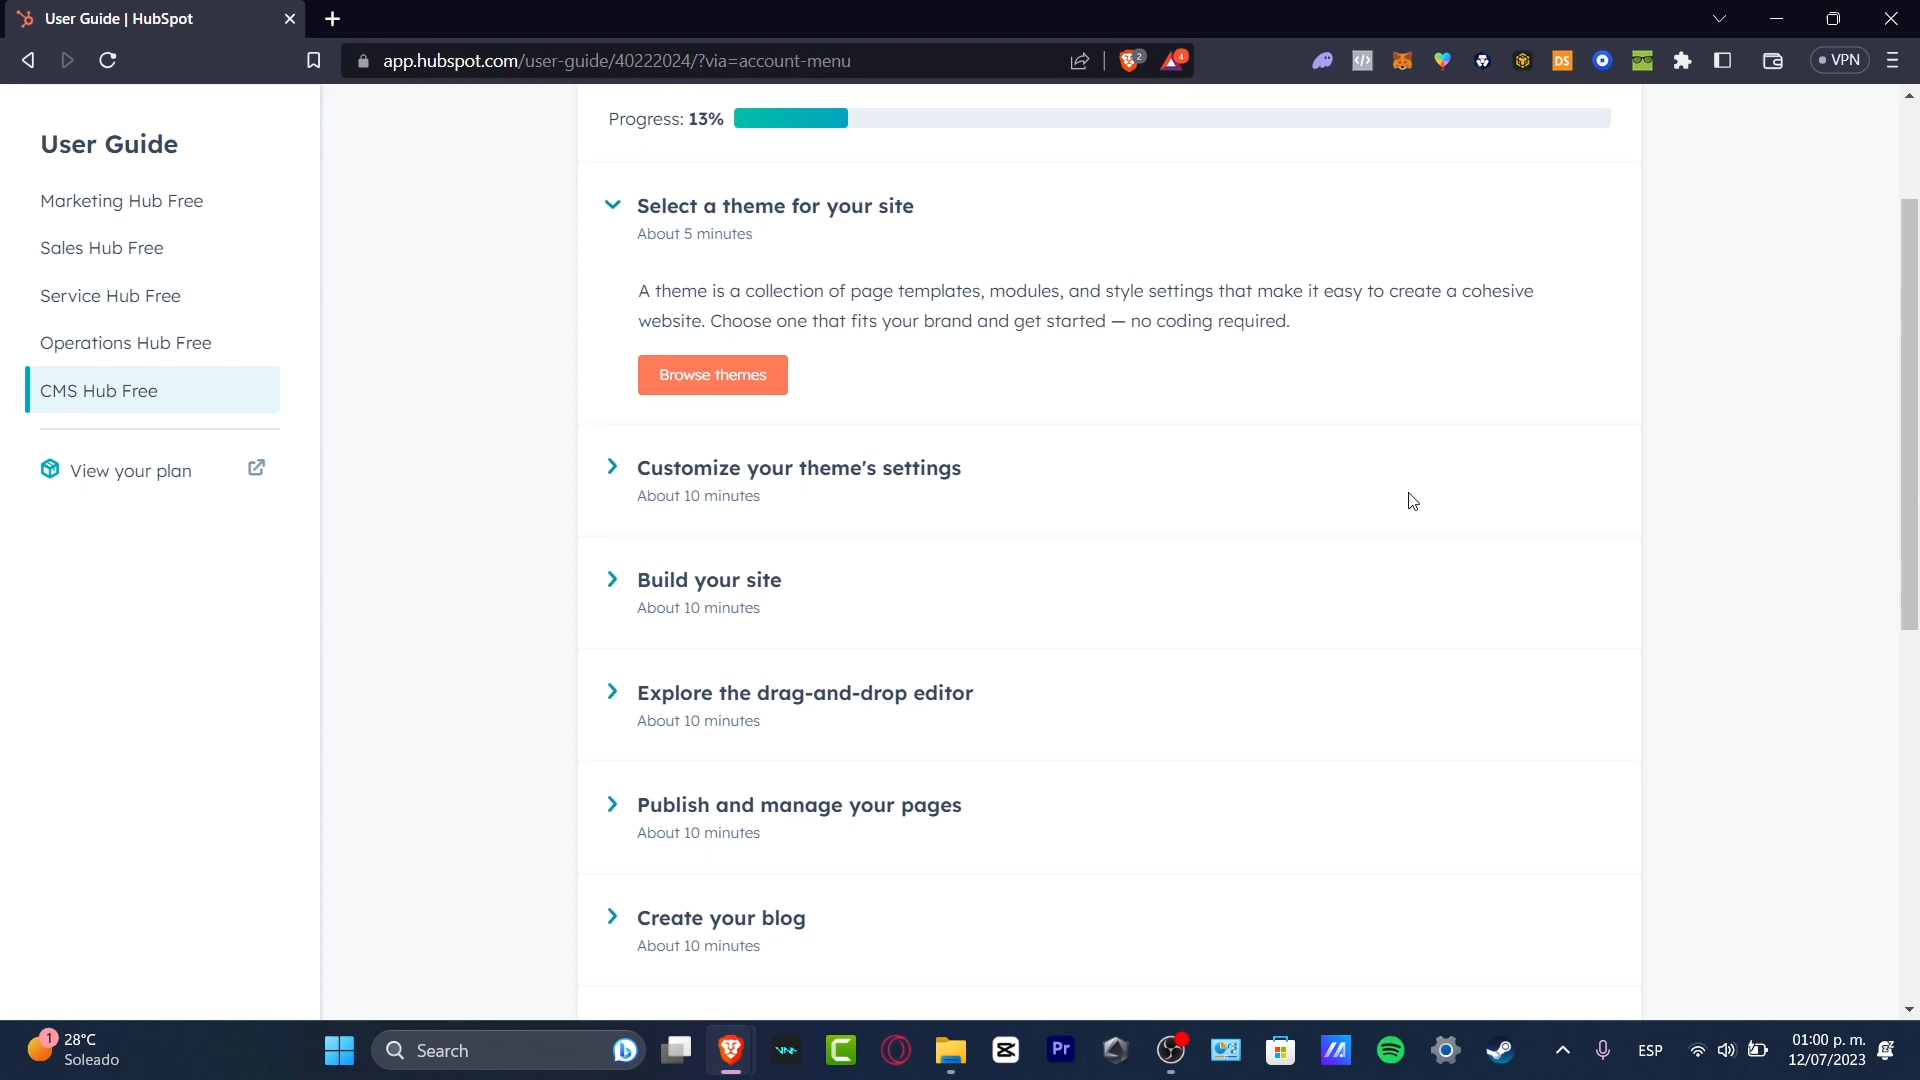 User Guide | HubSpot
app.hubspot.com/user-guide/40222024/?via=account-menu
2
4
DS
VPN
User Guide
Marketing Hub Free
Sales Hub Free
Service Hub Free
Operations Hub Free
CMS Hub Free
View your plan
Progress: 13%
Select a theme for your site
About 5 minutes
A theme is a collection of page templates, modules, and style settings that make it easy to create a cohesive
website. Choose one that fits your brand and get started — no coding required.
Browse themes
Customize your theme's settings
About 10 minutes
Build your site
About 10 minutes
Explore the drag-and-drop editor
About 10 minutes
Publish and manage your pages
About 10 minutes
Create your blog
About 10 minutes
1
28°C
Soleado
Search
Pr
ESP
01:00 p. m.
12/07/2023